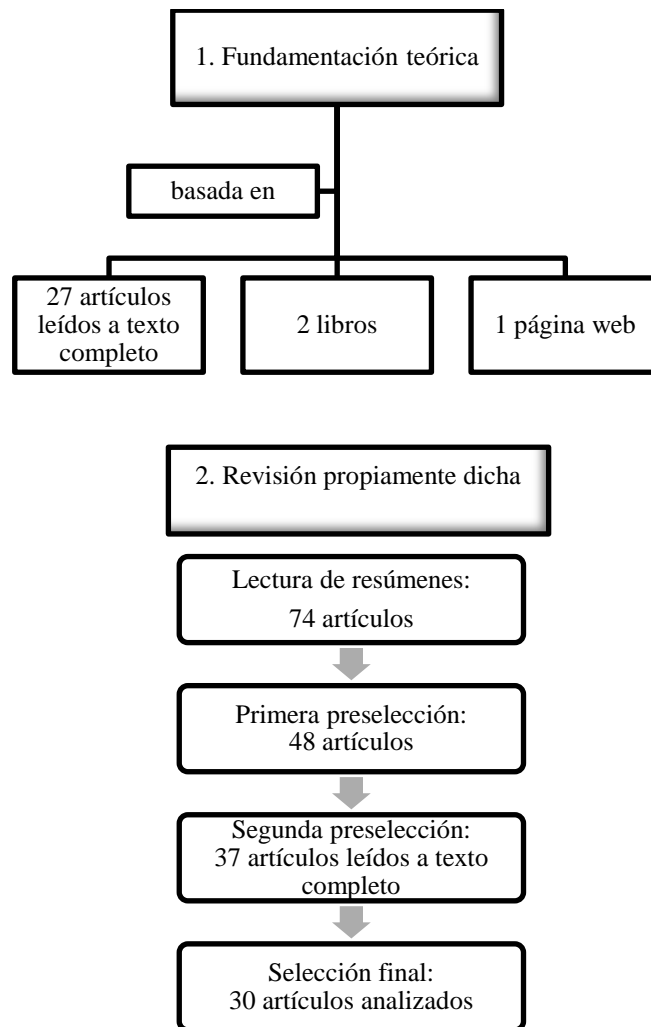 1. Fundamentación teórica
basada en
27 artículos
leídos a texto
completo
2 libros
1 página web
2. Revisión propiamente dicha
Lectura de resúmenes:
74 artículos
Primera preselección:
48 artículos
Segunda preselección:
37 artículos leídos a texto
completo
Selección final:
30 artículos analizados